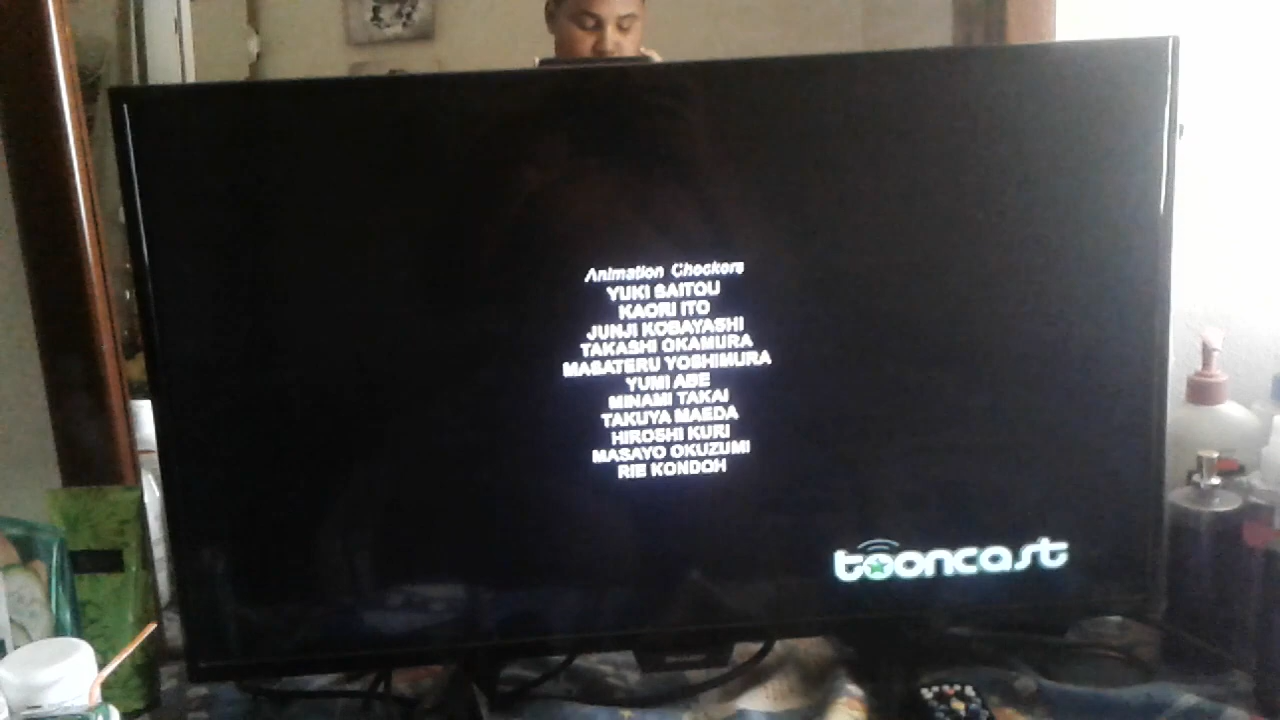 Animation Checkers
YUKI SAITOU
KAORI ITO
JUNJI KOBAYASHI
TAKASHI OKAMURA
MASATERU YOSHIMURA
YUMI ABE
MINAMI TAKAI
TAKUYA MAEDA
HIROSHI KURI
MASAYO OKUZUMI
RIE KONDOH
tooncast